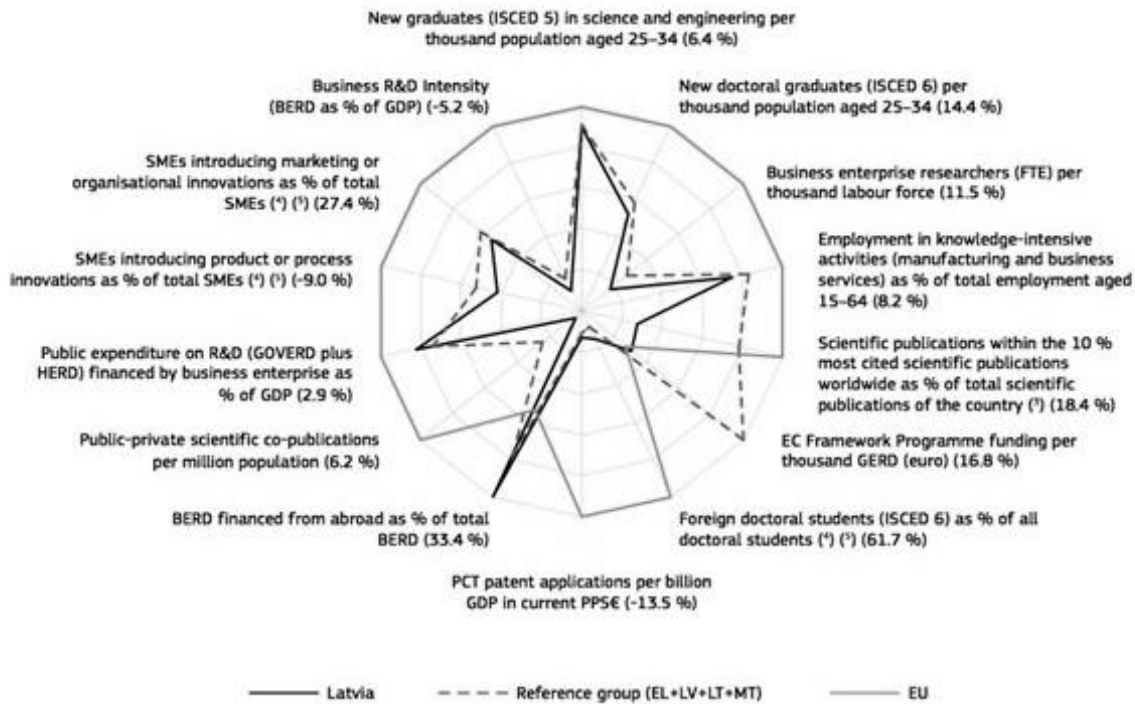 New graduates (ISCED 5) in science and engineering per
thousand population aged 25–34 (6.4 %)
Business R&D Intensity
(BERD as % of GDP) (-5.2 %)
New doctoral graduates (ISCED 6) per
thousand population aged 25–34 (14.4 %)
SMEs introducing marketing or
organisational innovations as % of total
SMEs (⁴) (⁵) (27.4 %)
Business enterprise researchers (FTE) per
thousand labour force (11.5 %)
SMEs introducing product or process
innovations as % of total SMEs (⁴) (⁵) (-9.0 %)
Employment in knowledge-intensive
activities (manufacturing and business
services) as % of total employment aged
15–64 (8.2 %)
Public expenditure on R&D (GOVERD plus
HERD) financed by business enterprise as
% of GDP (2.9 %)
Scientific publications within the 10 %
most cited scientific publications
worldwide as % of total scientific
publications of the country (³) (18.4 %)
Public-private scientific co-publications
per million population (6.2 %)
EC Framework Programme funding per
thousand GERD (euro) (16.8 %)
BERD financed from abroad as % of total
BERD (33.4 %)
Foreign doctoral students (ISCED 6) as % of all
doctoral students (⁴) (⁵) (61.7 %)
PCT patent applications per billion
GDP in current PPS€ (-13.5 %)
Latvia
Reference group (EL+LV+LT+MT)
EU